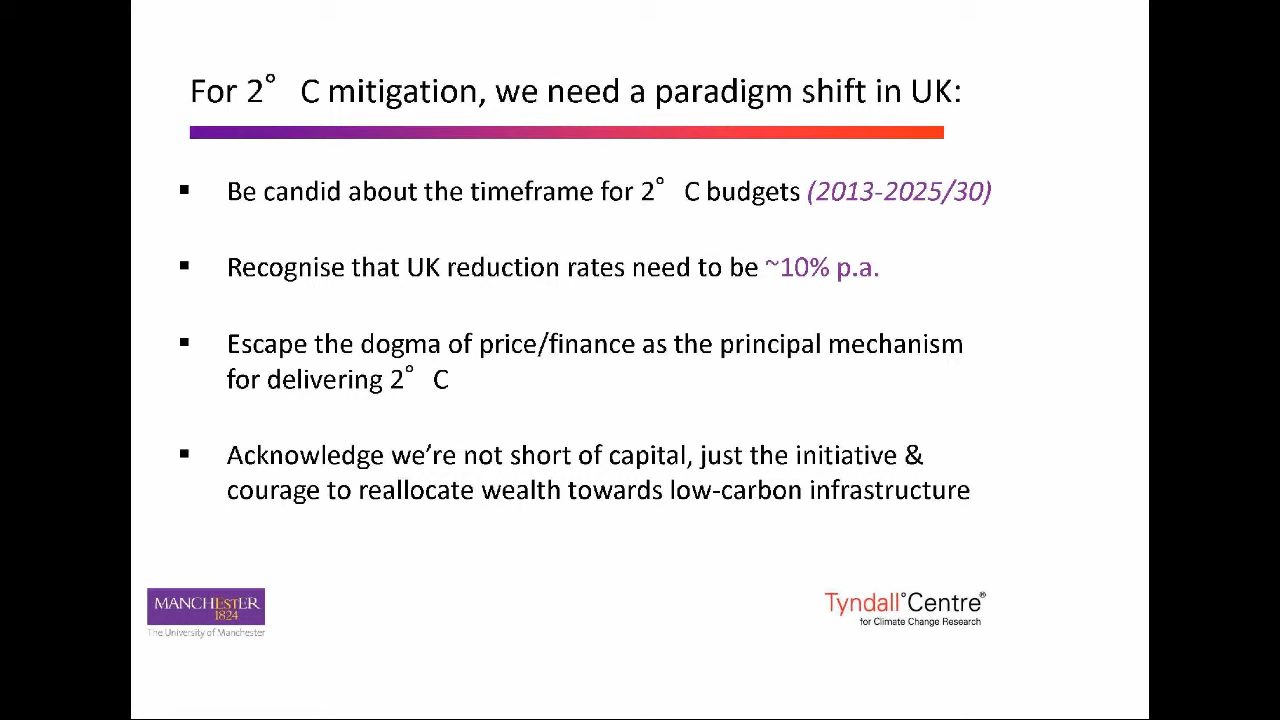 For 2° C mitigation, we need a paradigm shift in UK:
▪ Be candid about the timeframe for 2° C budgets (2013-2025/30)
▪ Recognise that UK reduction rates need to be ~10% p.a.
▪ Escape the dogma of price/finance as the principal mechanism
for delivering 2° C
▪ Acknowledge we’re not short of capital, just the initiative &
courage to reallocate wealth towards low-carbon infrastructure
MANCHESTER
1824
The University of Manchester
Tyndall°Centre®
for Climate Change Research